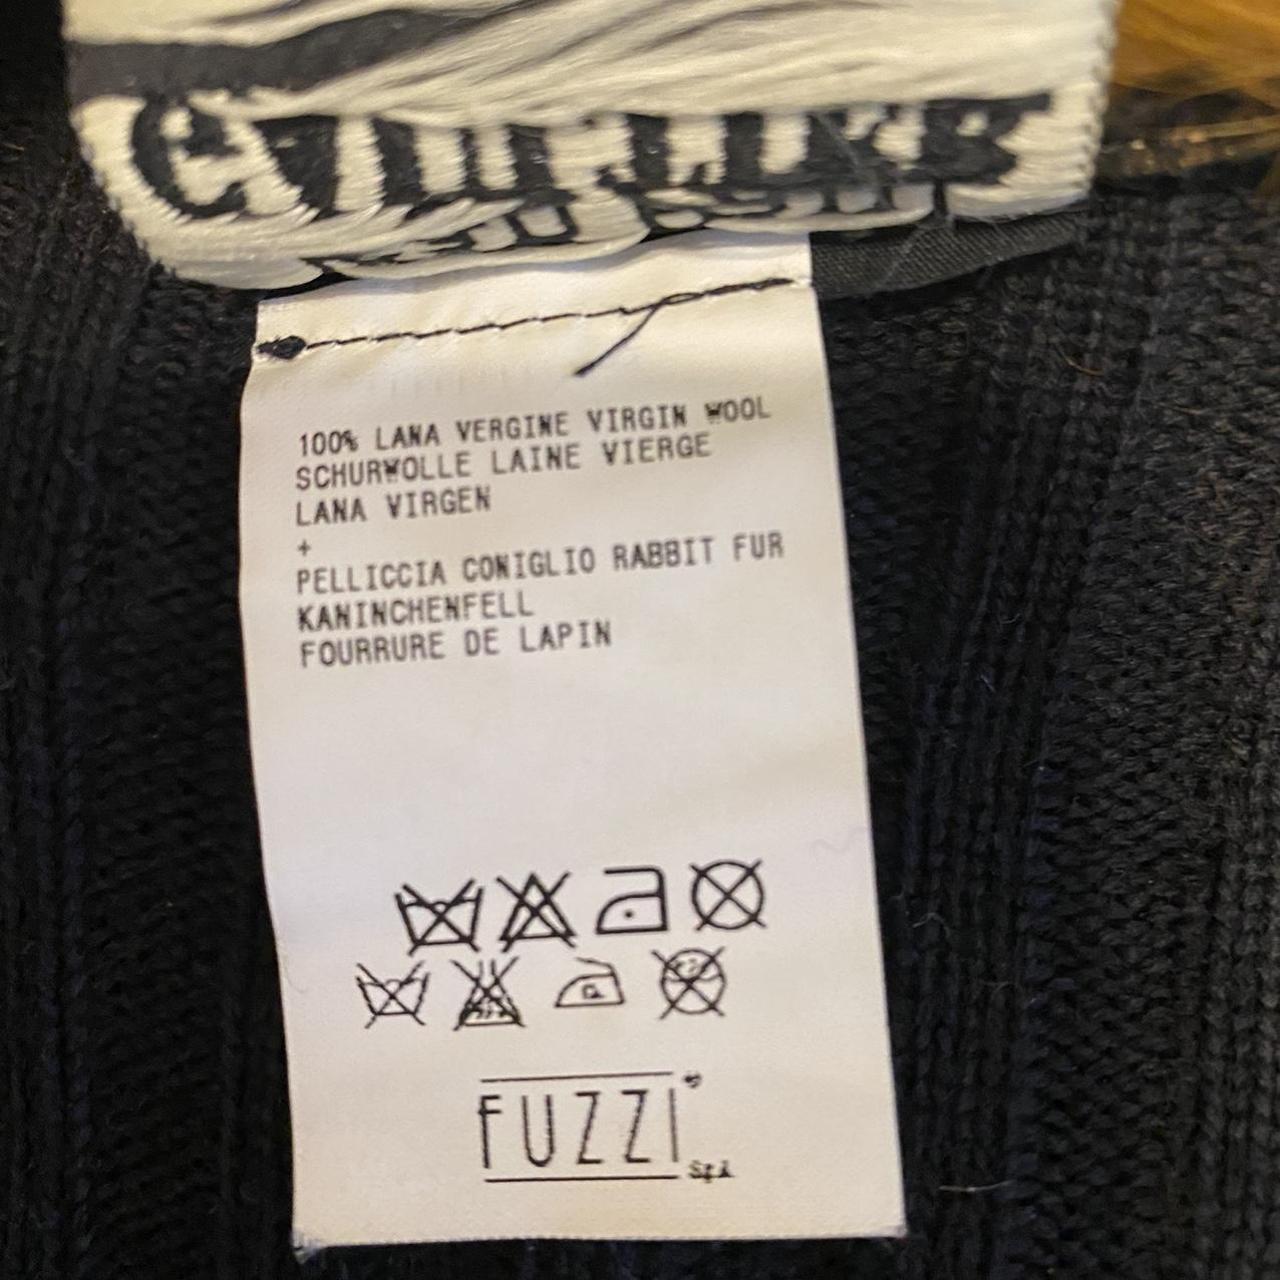 100% LANA VERGINE VIRGIN WOOL
SCHURWOLLE LAINE VIERGE
LANA VIRGEN
+
PELLICCIA CONIGLIO RABBIT FUR
KANINCHENFELL
FOURRURE DE LAPIN
FUZZI
SpA